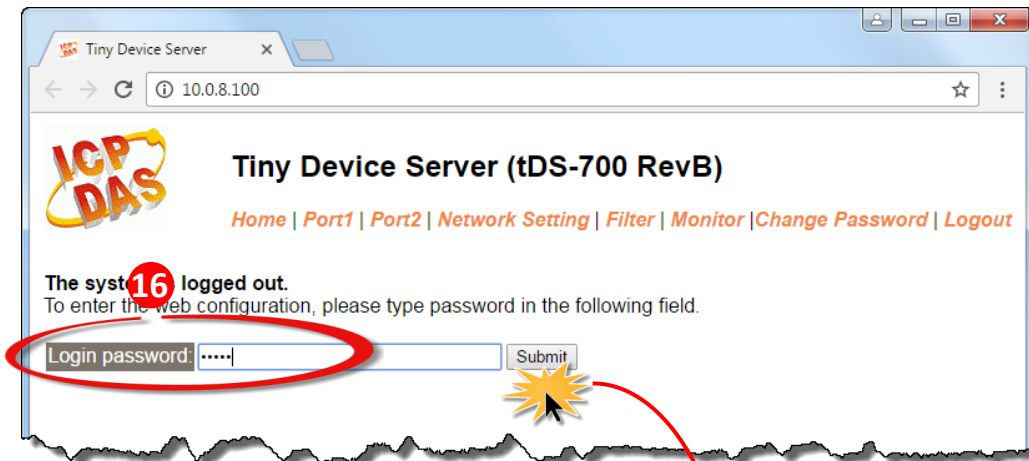 Tiny Device Server
10.0.8.100
ICP
DAS
Tiny Device Server (tDS-700 RevB)
Home | Port1 | Port2 | Network Setting | Filter | Monitor |Change Password | Logout
The syst logged out.
16
To enter the web configuration, please type password in the following field.
Login password: ••••• Submit